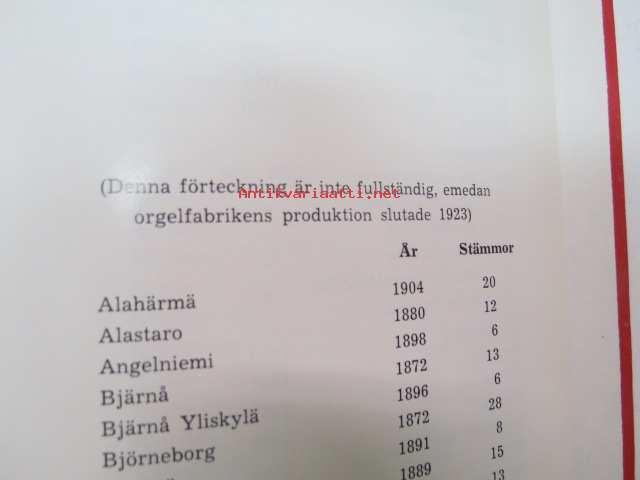 (Denna förteckning är inte fullständig, emedan
Antikvariaatti.net
orgelfabrikens produktion slutade 1923)
År Stämmor
Alahärmä 1904 20
Alastaro 1880 12
Angelniemi 1898 6
Bjärnå 1872 13
Bjärnå Yliskylä 1896 6
Björneborg 1872 28
1891 8
1889 15
13